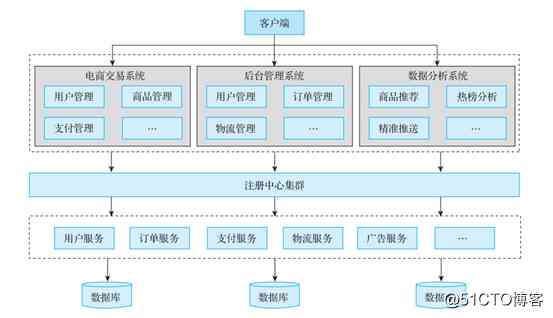 客户端
电商交易系统 后台管理系统 数据分析系统
用户管理 商品管理 用户管理 订单管理 商品推荐 热榜分析
支付管理 … 物流管理 … 精准推送 …
注册中心集群
用户服务 订单服务 支付服务 物流服务 广告服务 …
数据库 数据库 数据
@51CTO博客